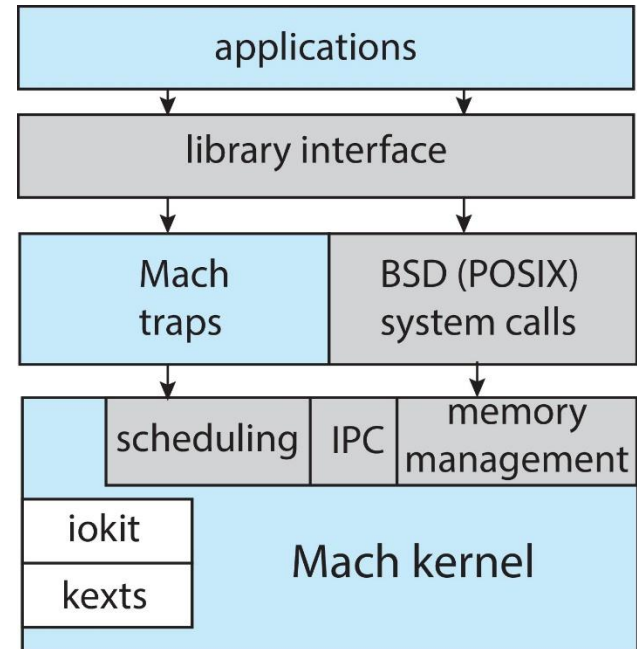 applications
library interface
Mach
traps
BSD (POSIX)
system calls
scheduling
IPC
memory
management
iokit
kexts
Mach kernel